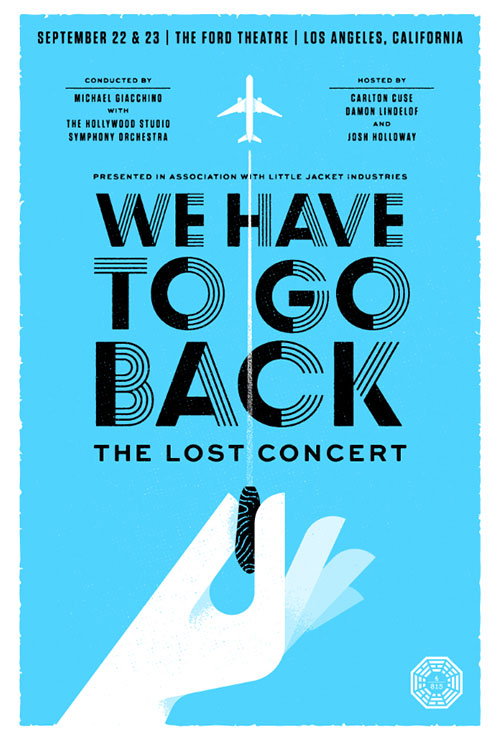 SEPTEMBER 22 & 23 | THE FORD THEATRE | LOS ANGELES, CALIFORNIA
CONDUCTED BY
MICHAEL GIACCHINO
WITH
THE HOLLYWOOD STUDIO
SYMPHONY ORCHESTRA
HOSTED BY
CARLTON CUSE
DAMON LINDELOF
AND
JOSH HOLLOWAY
PRESENTED IN ASSOCIATION WITH LITTLE JACKET INDUSTRIES
WE HAVE
TO GO
BACK
THE LOST CONCERT
815